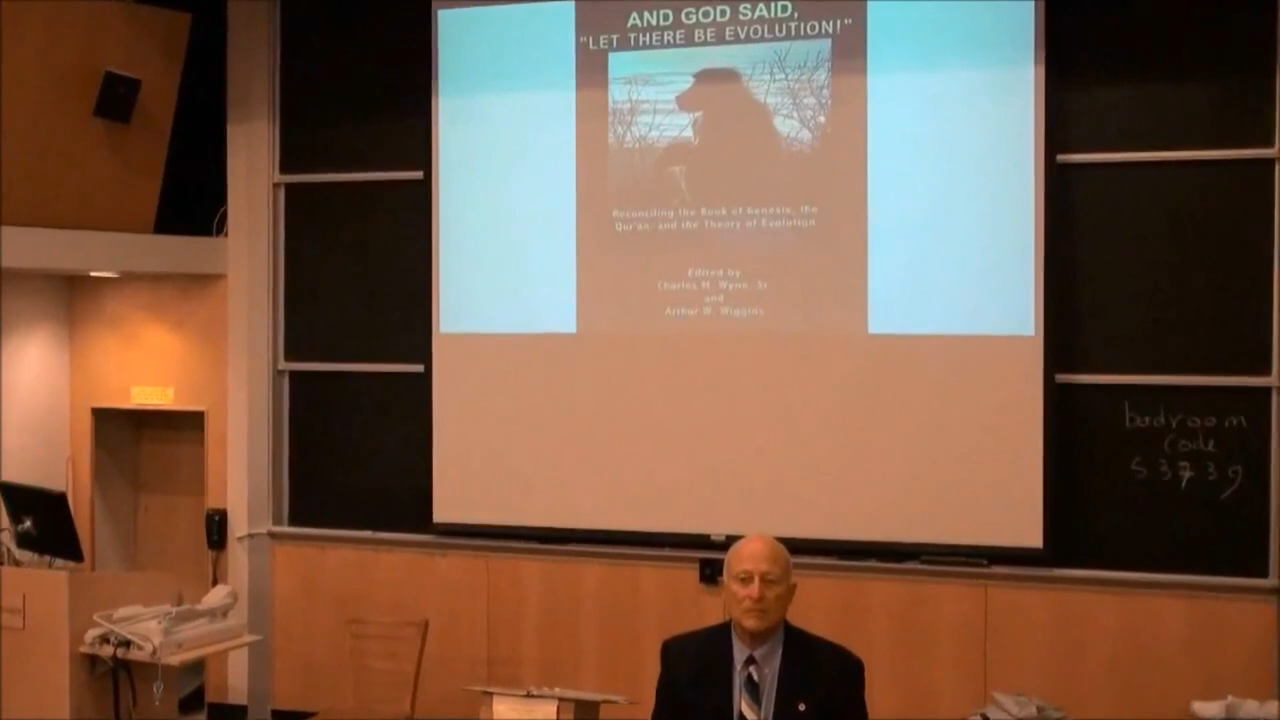 AND GOD SAID,
"LET THERE BE EVOLUTION!"
Reconciling the Book of Genesis, the
Qur'an, and the Theory of Evolution
Edited by
Charles M. Wynn, Sr
and
Arthur W. Wiggins
badroom
code
53739